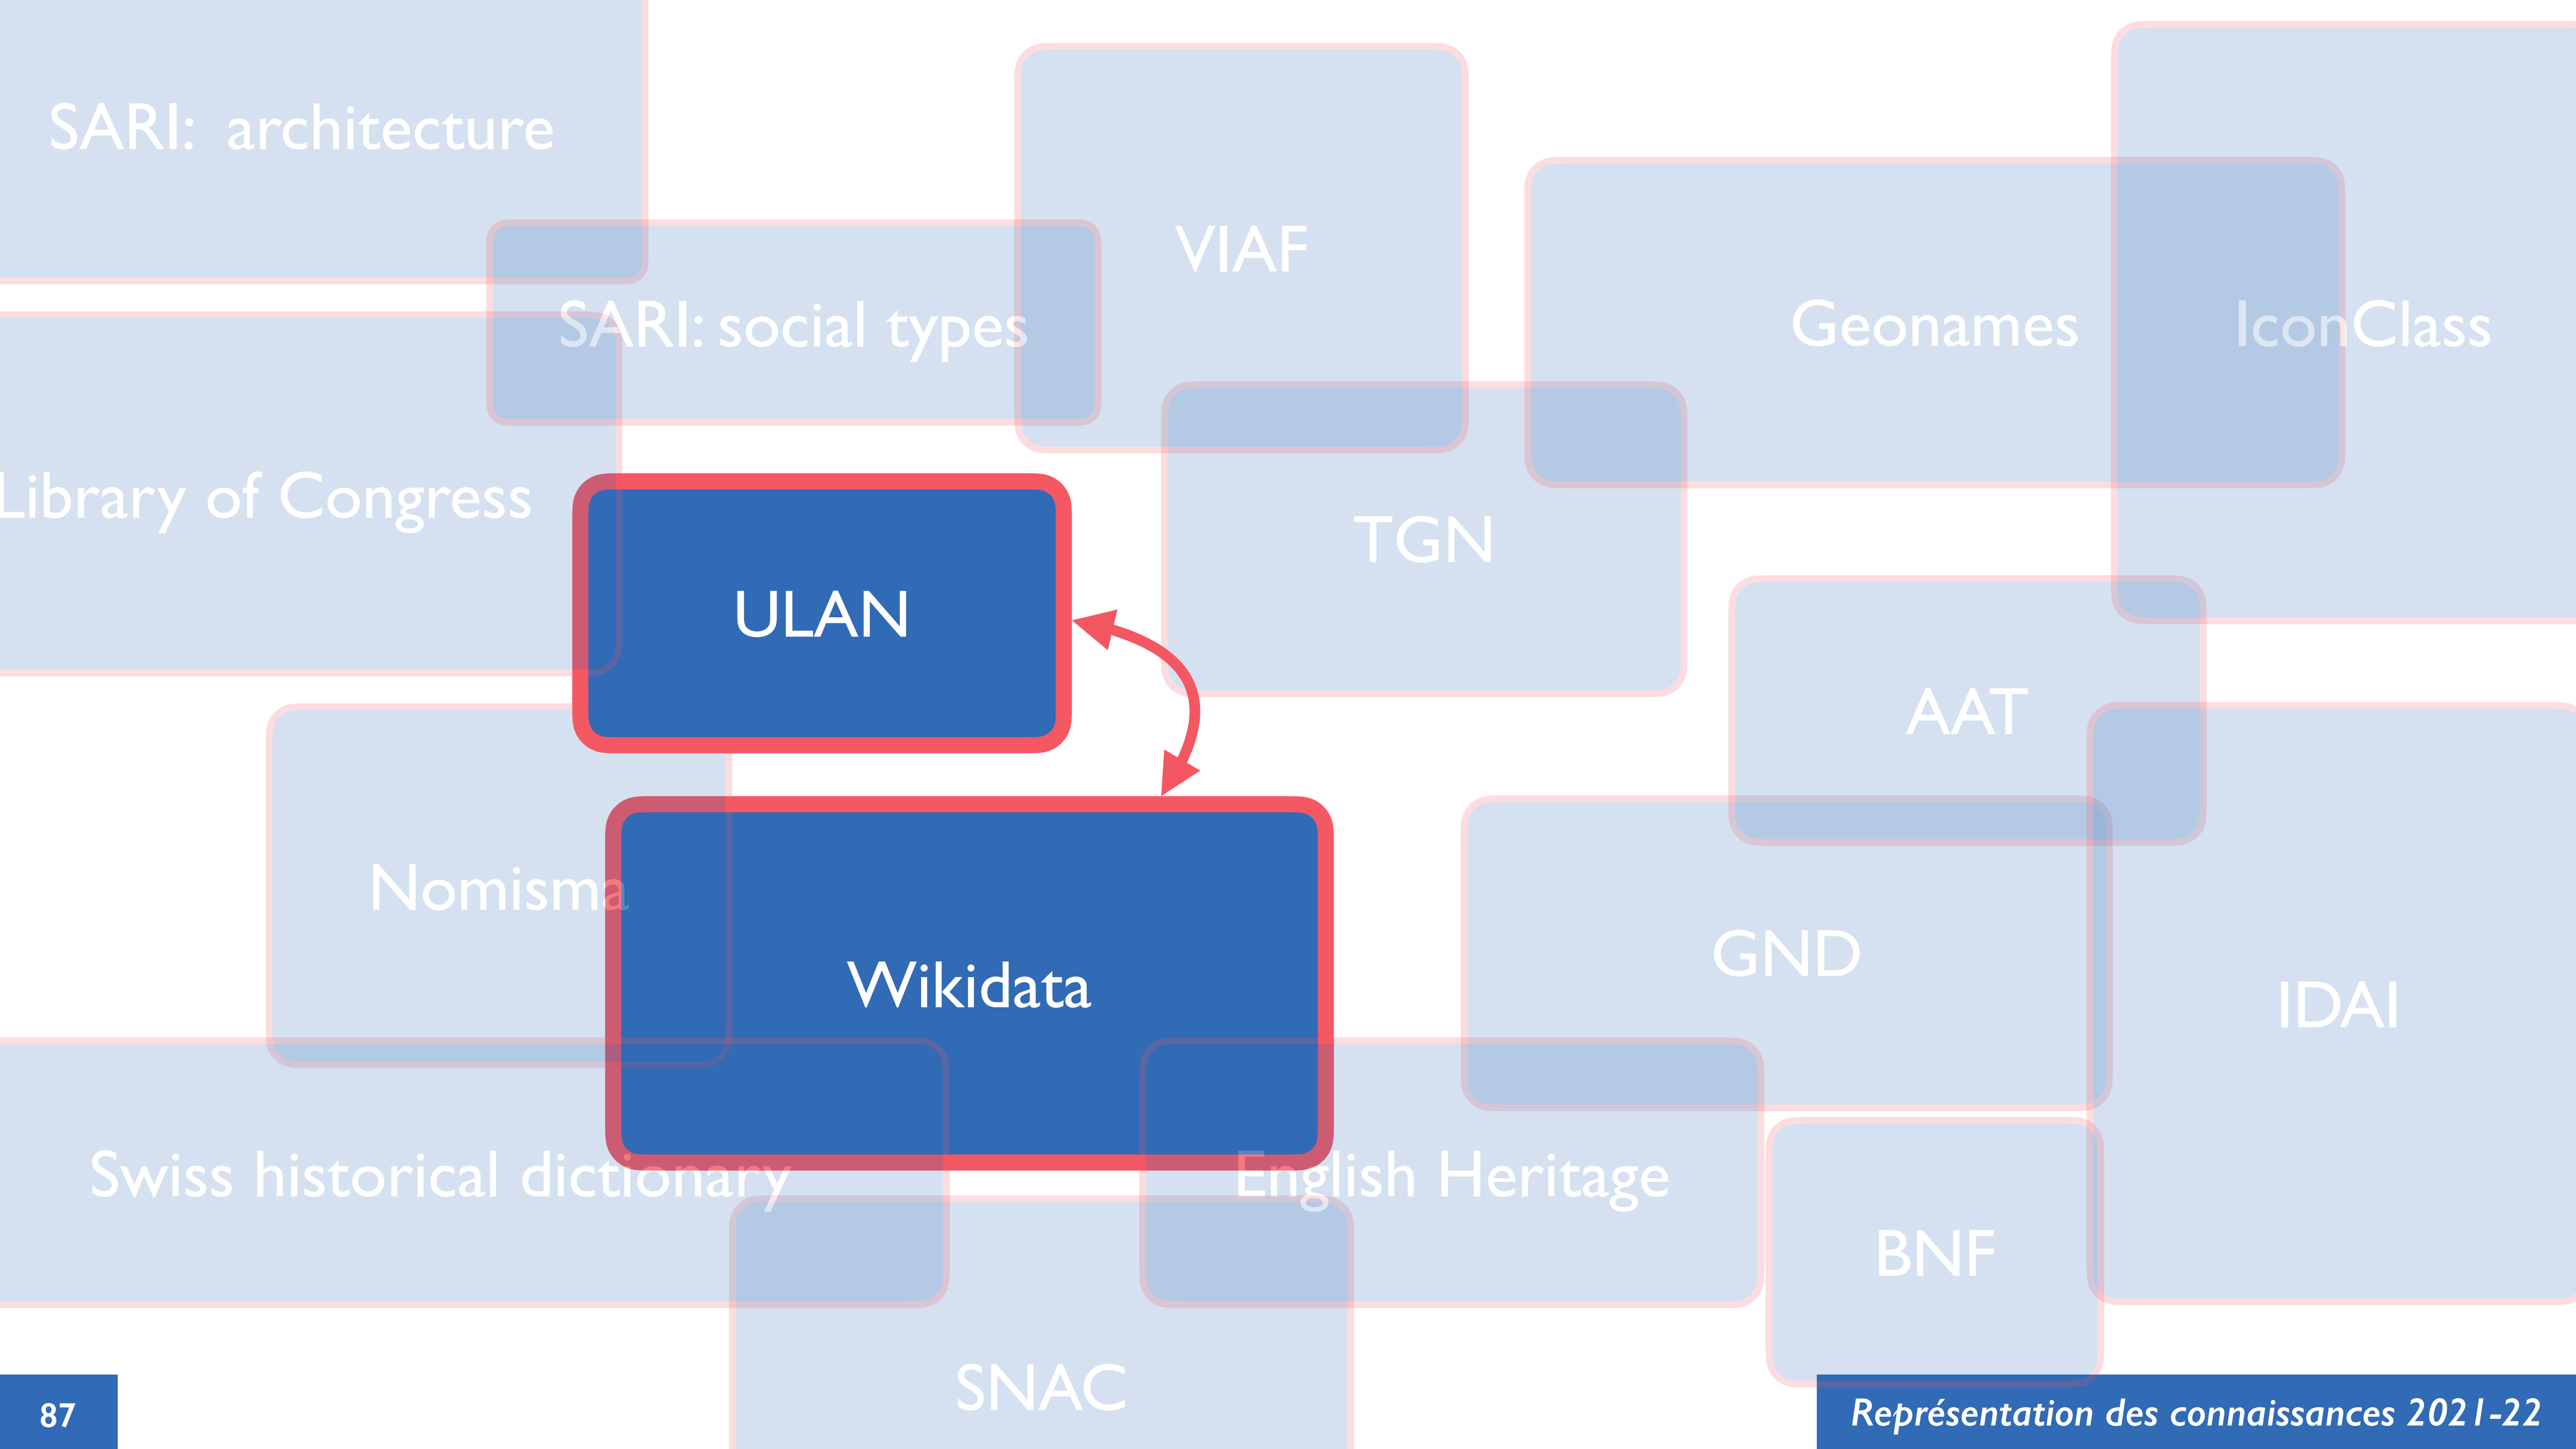 SARI: architecture
VIAF
SARI: social types
Geonames
IconClass
Library of Congress
TGN
ULAN
AAT
Nomisma
Wikidata
GND
IDAI
Swiss historical dictionary
English Heritage
BNF
SNAC
87
Représentation des connaissances 2021-22